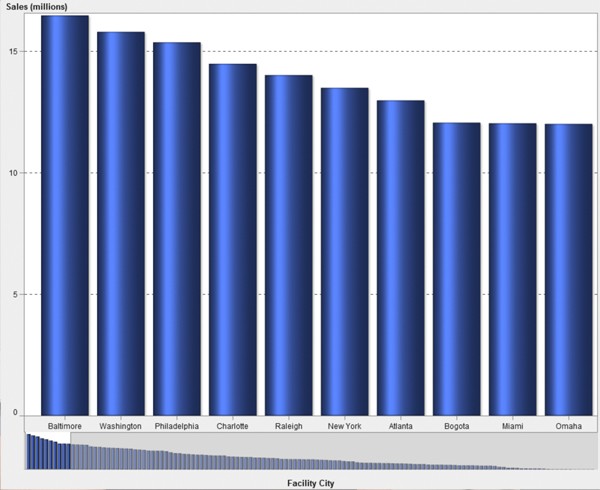 Sales (millions)
15
10
5
0
Baltimore Washington Philadelphia Charlotte Raleigh New York Atlanta Bogota Miami Omaha
Facility City